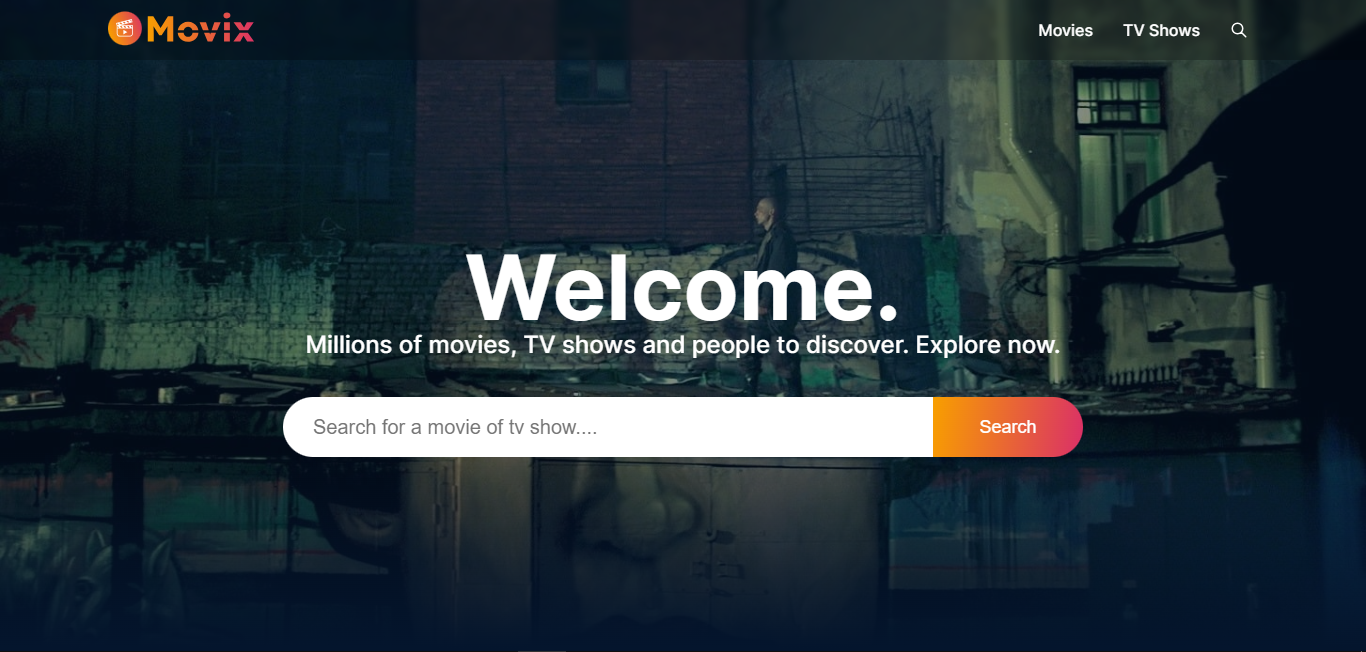 Movix
Movies
TV Shows
Welcome.
Millions of movies, TV shows and people to discover. Explore now.
Search for a movie of tv show....
Search